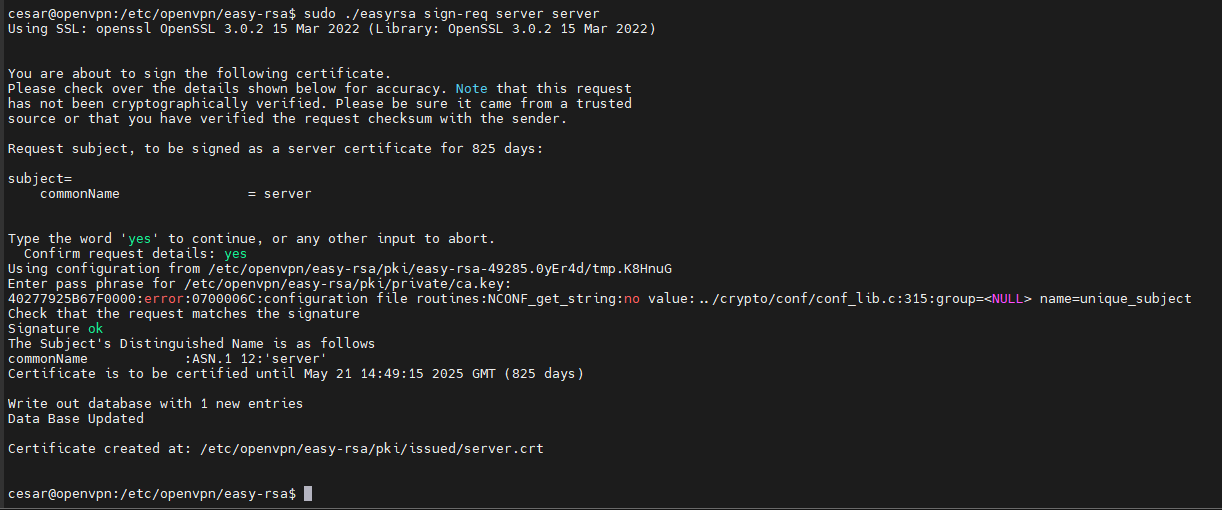 cesar@openvpn:/etc/openvpn/easy-rsa$ sudo ./easyrsa sign-req server server
Using SSL: openssl OpenSSL 3.0.2 15 Mar 2022 (Library: OpenSSL 3.0.2 15 Mar 2022)
You are about to sign the following certificate.
Please check over the details shown below for accuracy. Note that this request
has not been cryptographically verified. Please be sure it came from a trusted
source or that you have verified the request checksum with the sender.
Request subject, to be signed as a server certificate for 825 days:
subject=
    commonName                = server
Type the word 'yes' to continue, or any other input to abort.
  Confirm request details: yes
Using configuration from /etc/openvpn/easy-rsa/pki/easy-rsa-49285.0yEr4d/tmp.K8HnuG
Enter pass phrase for /etc/openvpn/easy-rsa/pki/private/ca.key:
40277925B67F0000:error:0700006C:configuration file routines:NCONF_get_string:no value:../crypto/conf/conf_lib.c:315:group=<NULL> name=unique_subject
Check that the request matches the signature
Signature ok
The Subject's Distinguished Name is as follows
commonName            :ASN.1 12:'server'
Certificate is to be certified until May 21 14:49:15 2025 GMT (825 days)
Write out database with 1 new entries
Data Base Updated
Certificate created at: /etc/openvpn/easy-rsa/pki/issued/server.crt
cesar@openvpn:/etc/openvpn/easy-rsa$